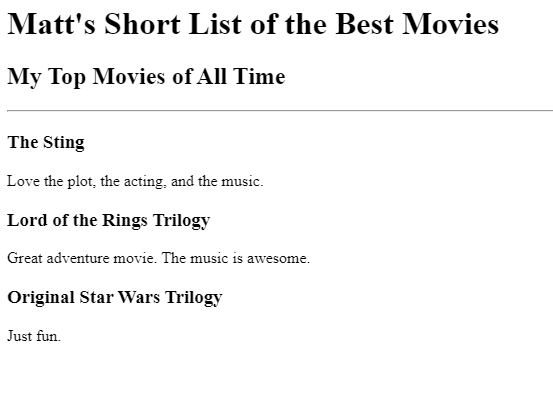 Matt's Short List of the Best Movies
My Top Movies of All Time
The Sting
Love the plot, the acting, and the music.
Lord of the Rings Trilogy
Great adventure movie. The music is awesome.
Original Star Wars Trilogy
Just fun.